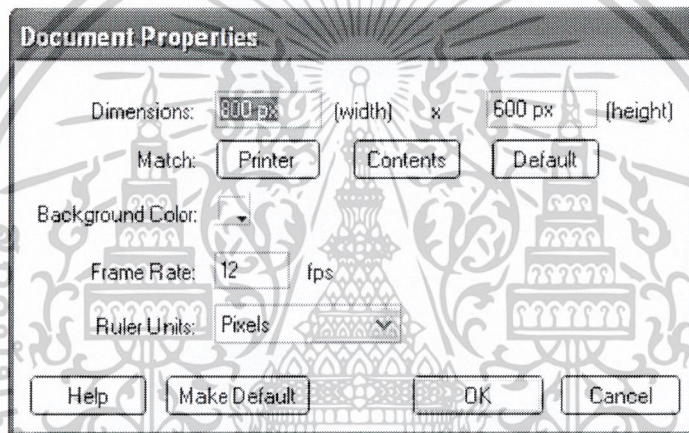 Document Properties
Dimensions: 800 px (width) x 600 px (height)
Match: Printer Contents Default
Background Color:
Frame Rate: 12 fps
Ruler Units: Pixels
Help Make Default OK Cancel